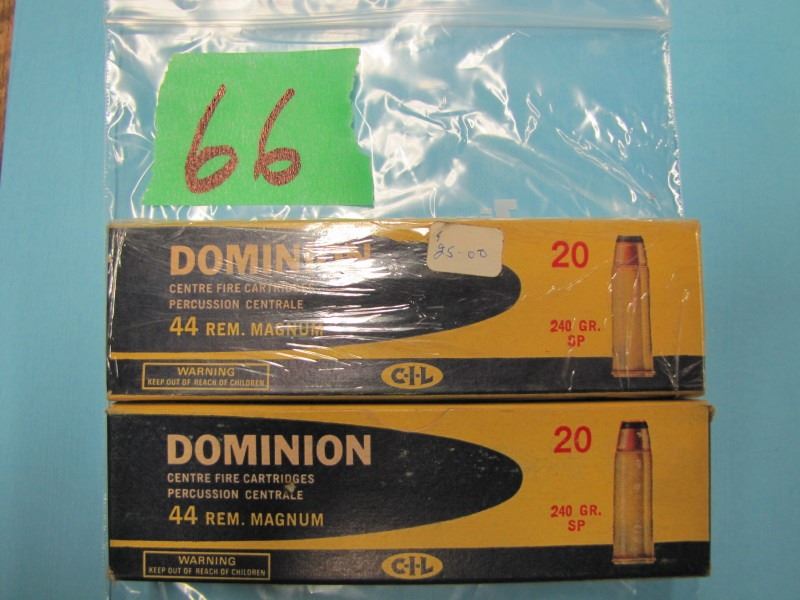 66
$ 25.00
DOMINION
CENTRE FIRE CARTRIDGES
PERCUSSION CENTRALE
44 REM. MAGNUM
20
240 GR.
SP
WARNING
KEEP OUT OF REACH OF CHILDREN
C-I-L
DOMINION
CENTRE FIRE CARTRIDGES
PERCUSSION CENTRALE
44 REM. MAGNUM
20
240 GR.
SP
WARNING
KEEP OUT OF REACH OF CHILDREN
C-I-L